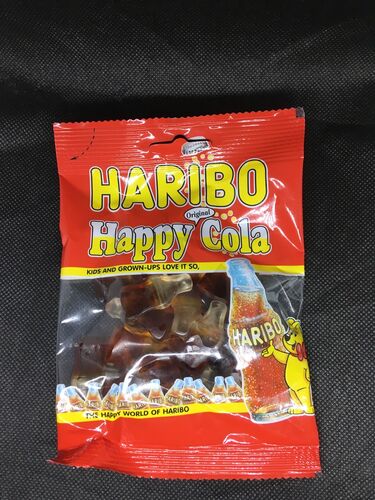 HARIBO
Original
Happy Cola
KIDS AND GROWN-UPS LOVE IT SO,
HARIBO
THE HAPPY WORLD OF HARIBO